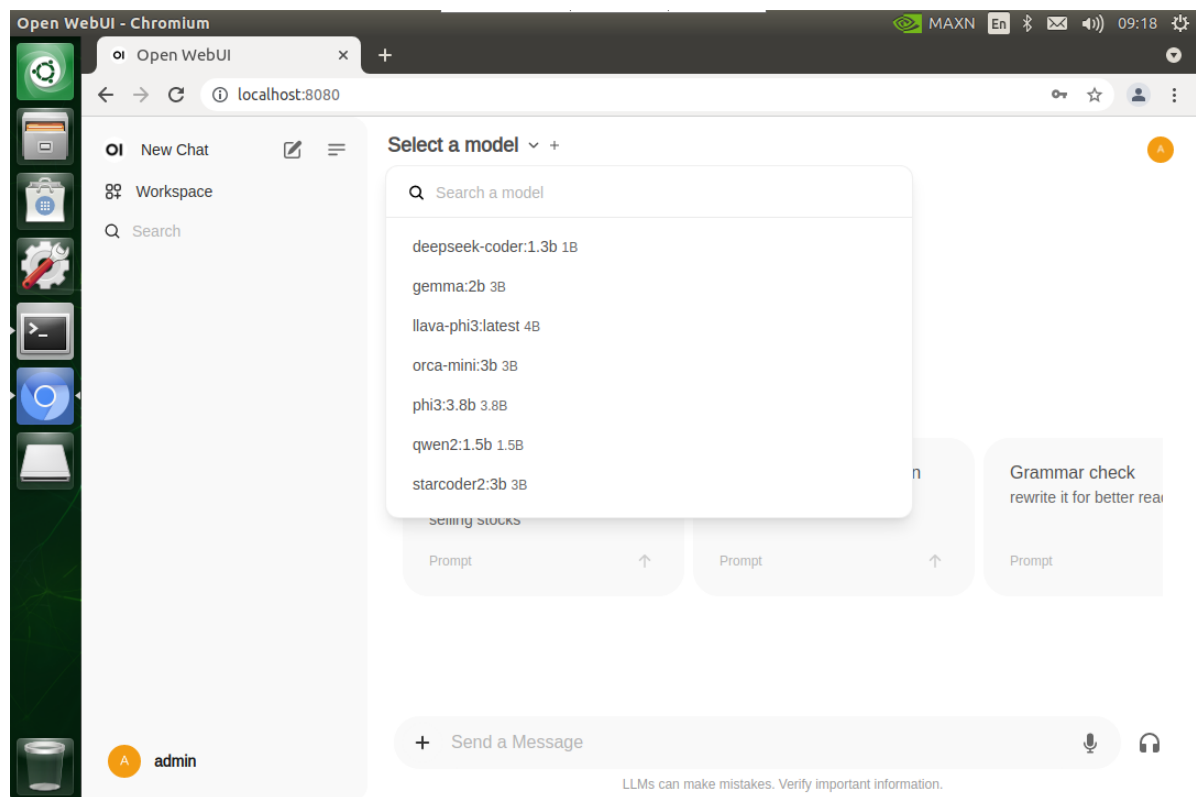 Open WebUI - Chromium
MAXN
En
09:18
OI Open WebUI
localhost:8080
OI New Chat
Workspace
Search
Select a model
A
Search a model
deepseek-coder:1.3b 1B
gemma:2b 3B
llava-phi3:latest 4B
orca-mini:3b 3B
phi3:3.8b 3.8B
qwen2:1.5b 1.5B
starcoder2:3b 3B
selling stocks
Prompt
n
Prompt
Grammar check
rewrite it for better rea
Prompt
Send a Message
A admin
LLMs can make mistakes. Verify important information.